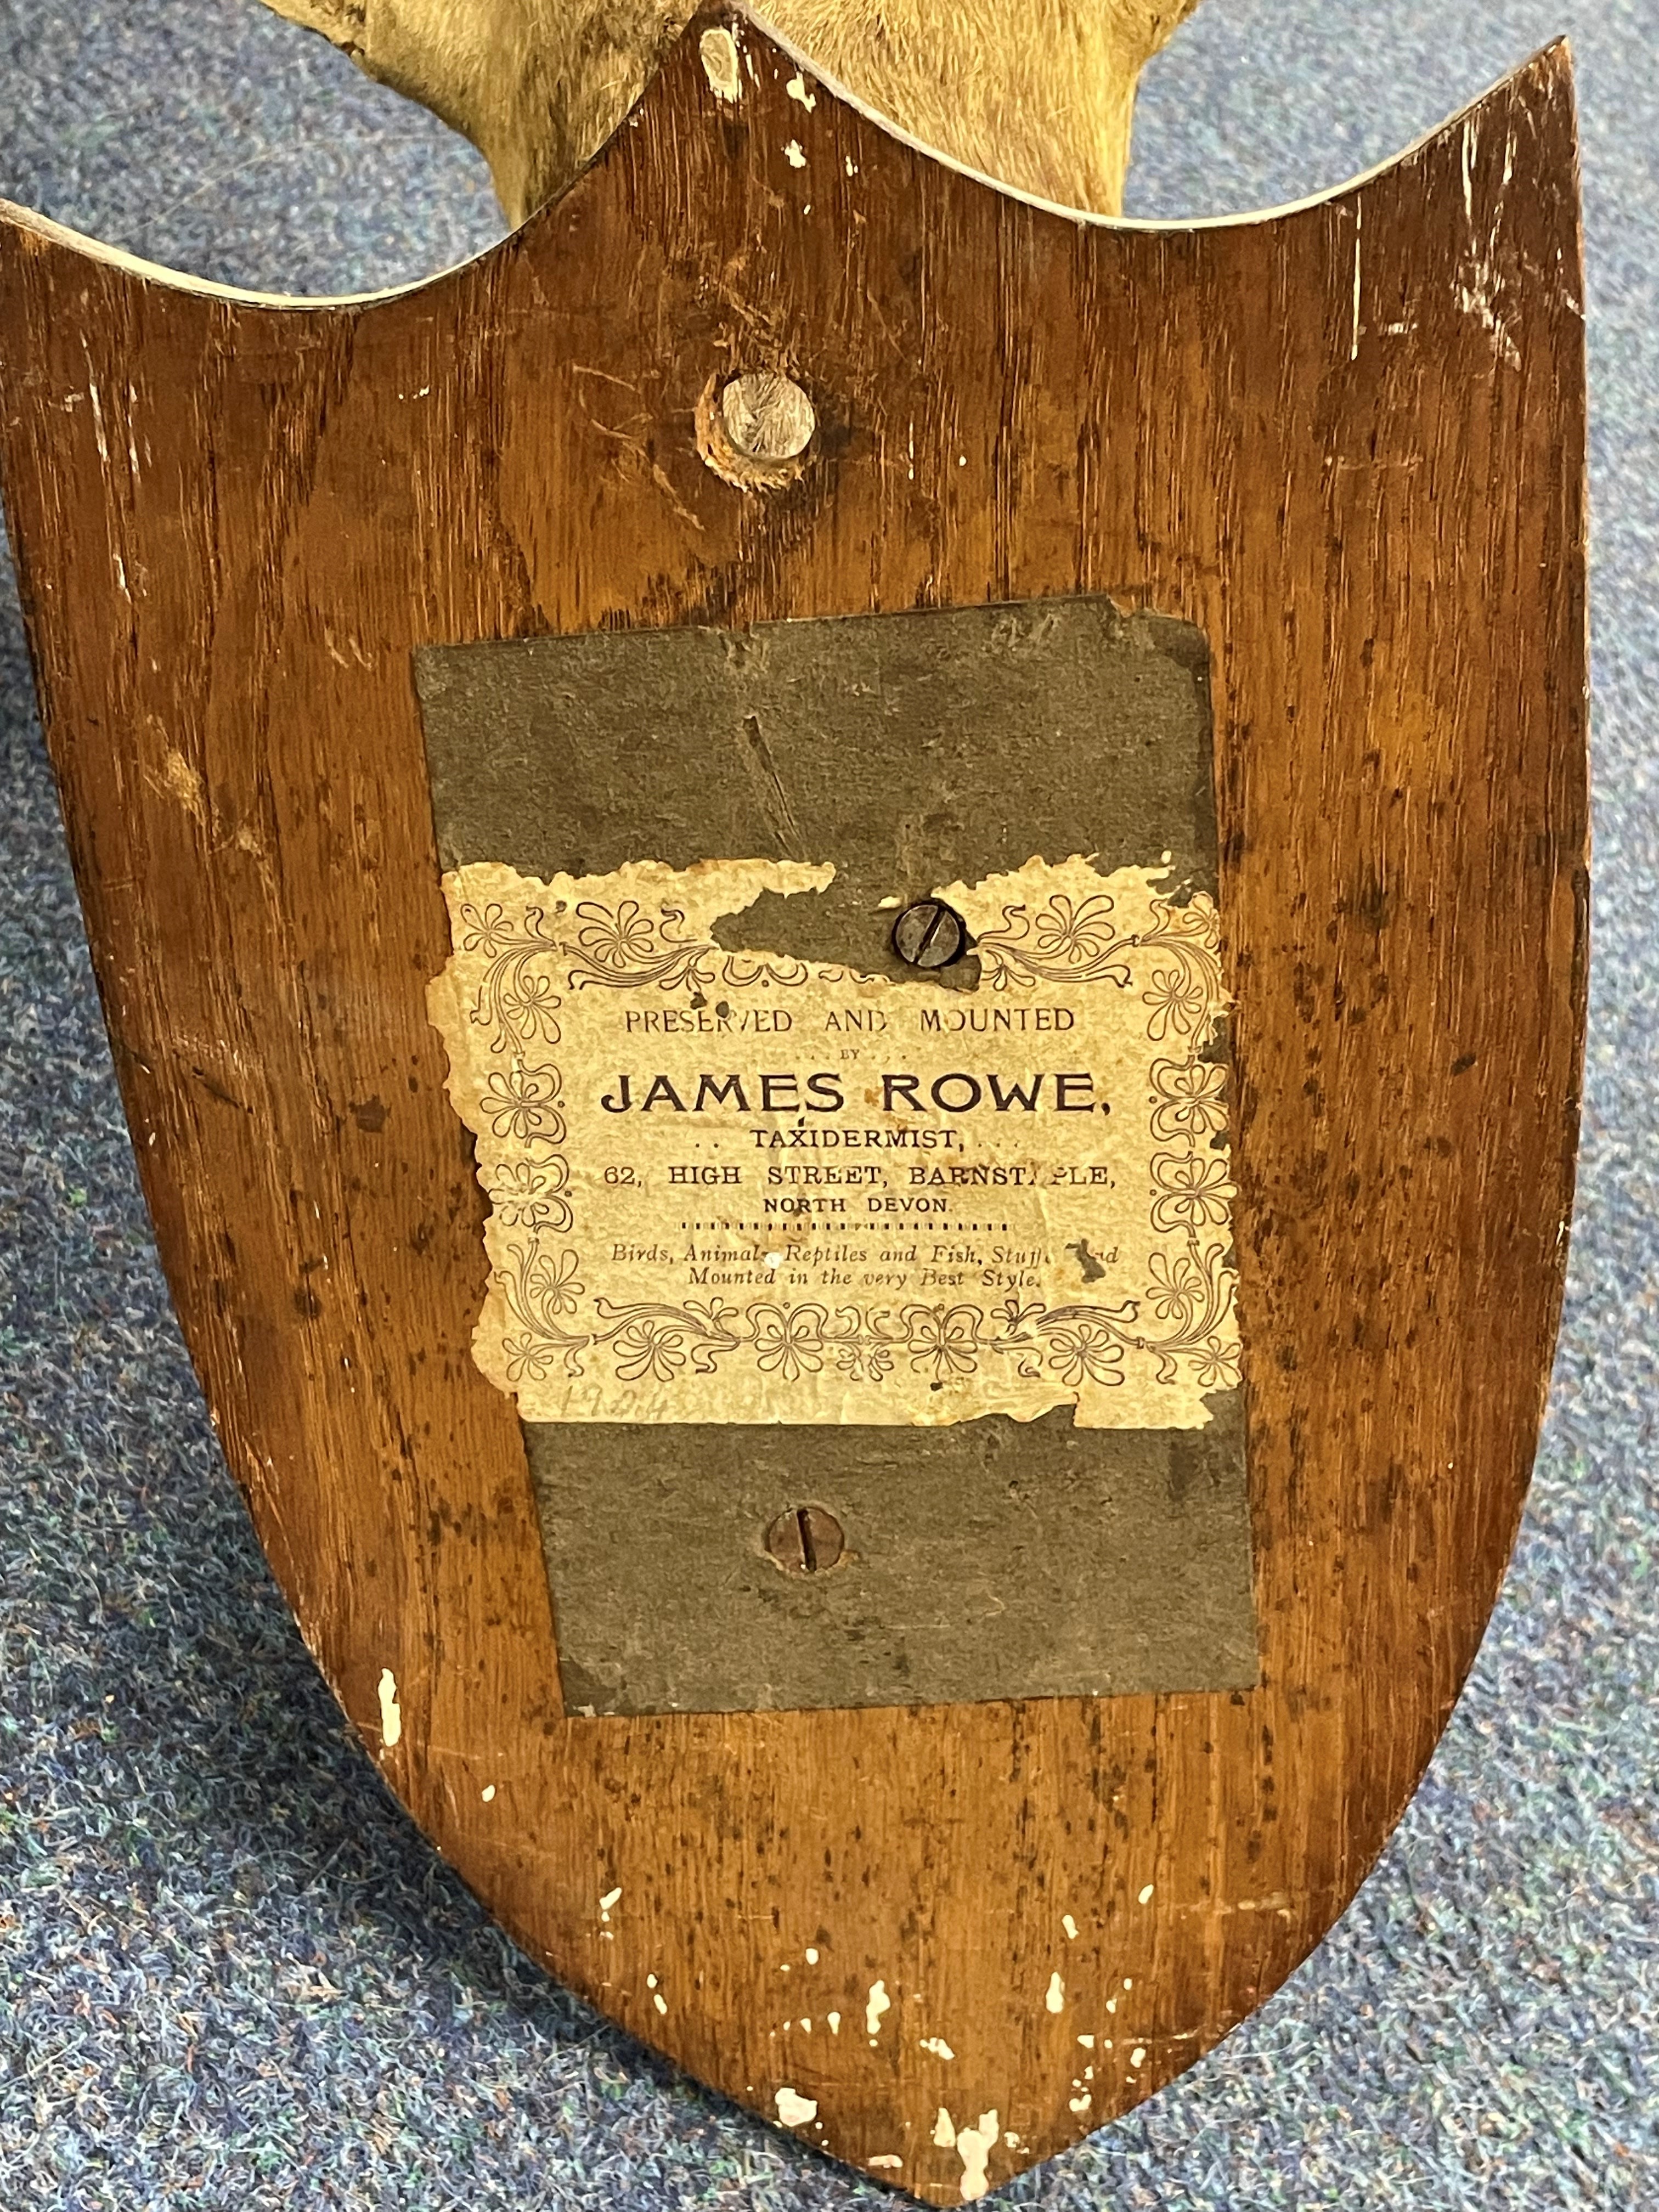 PRESERVED AND MOUNTED
... BY ...
JAMES ROWE,
.. TAXIDERMIST, ...
62, HIGH STREET, BARNSTAPLE,
NORTH DEVON.
Birds, Animals, Reptiles and Fish, Stuffed and
Mounted in the very Best Style.
1924